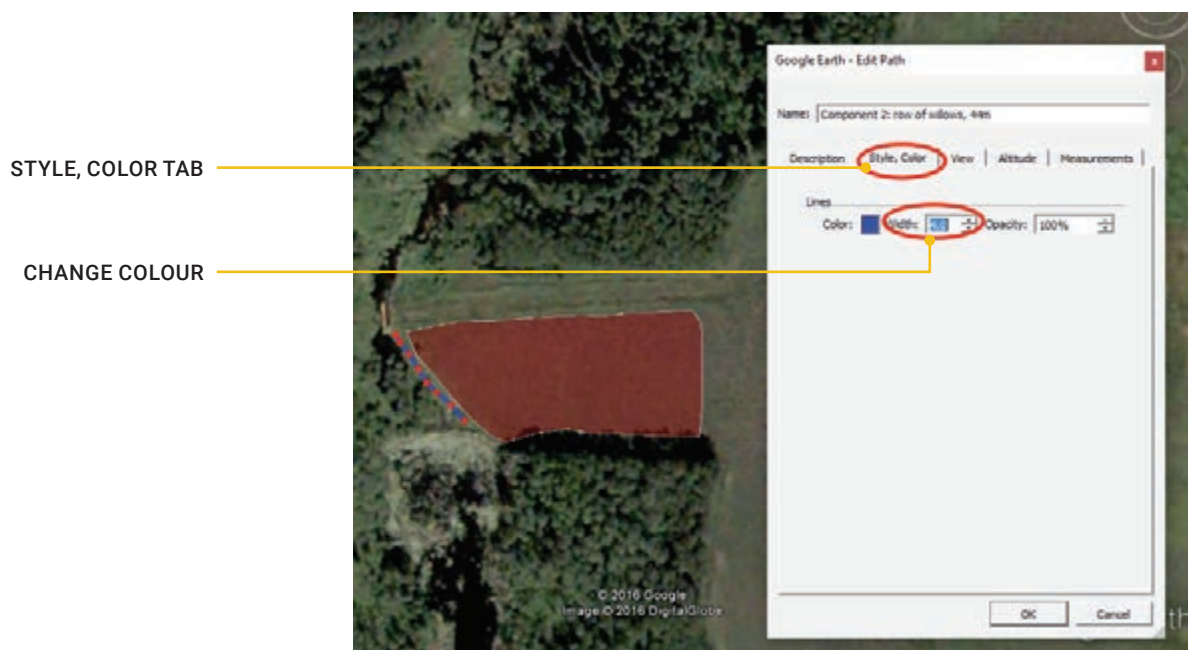 Google Earth - Edit Path
Name: Component 2: row of willows, 44m
Description Style, Color View Altitude Measurements
STYLE, COLOR TAB
Lines
Color: Width: Opacity: 100%
CHANGE COLOUR
© 2016 Google
Image © 2016 DigitalGlobe
OK Cancel